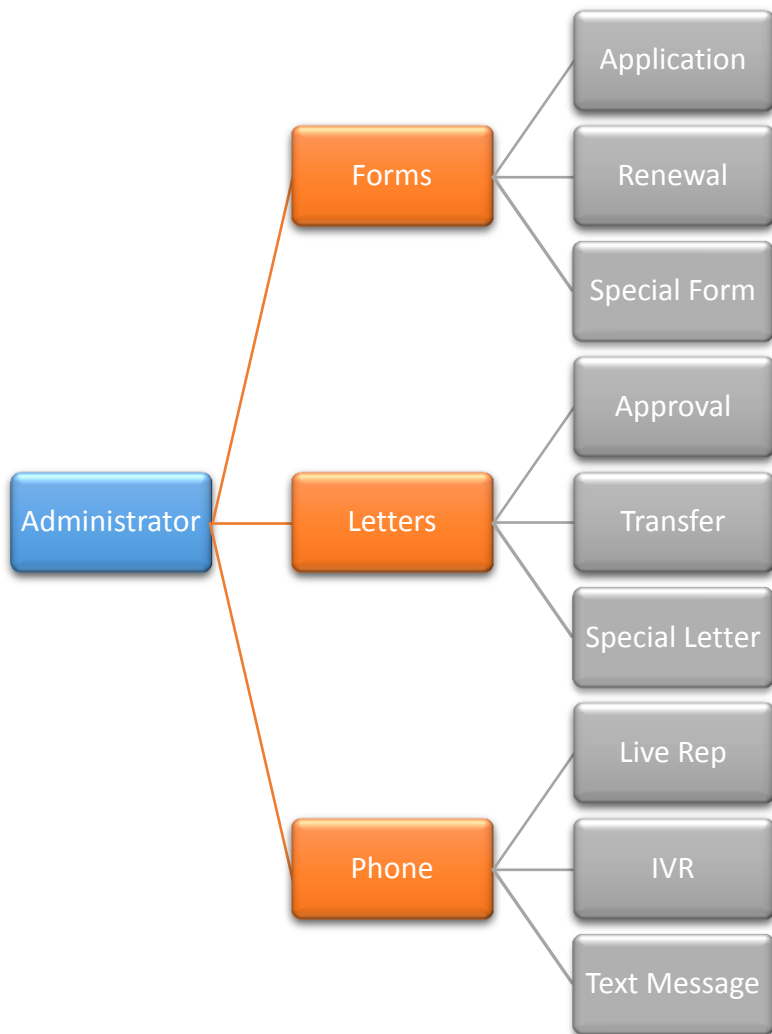 Application
Forms
Renewal
Special Form
Approval
Administrator
Letters
Transfer
Special Letter
Live Rep
Phone
IVR
Text Message